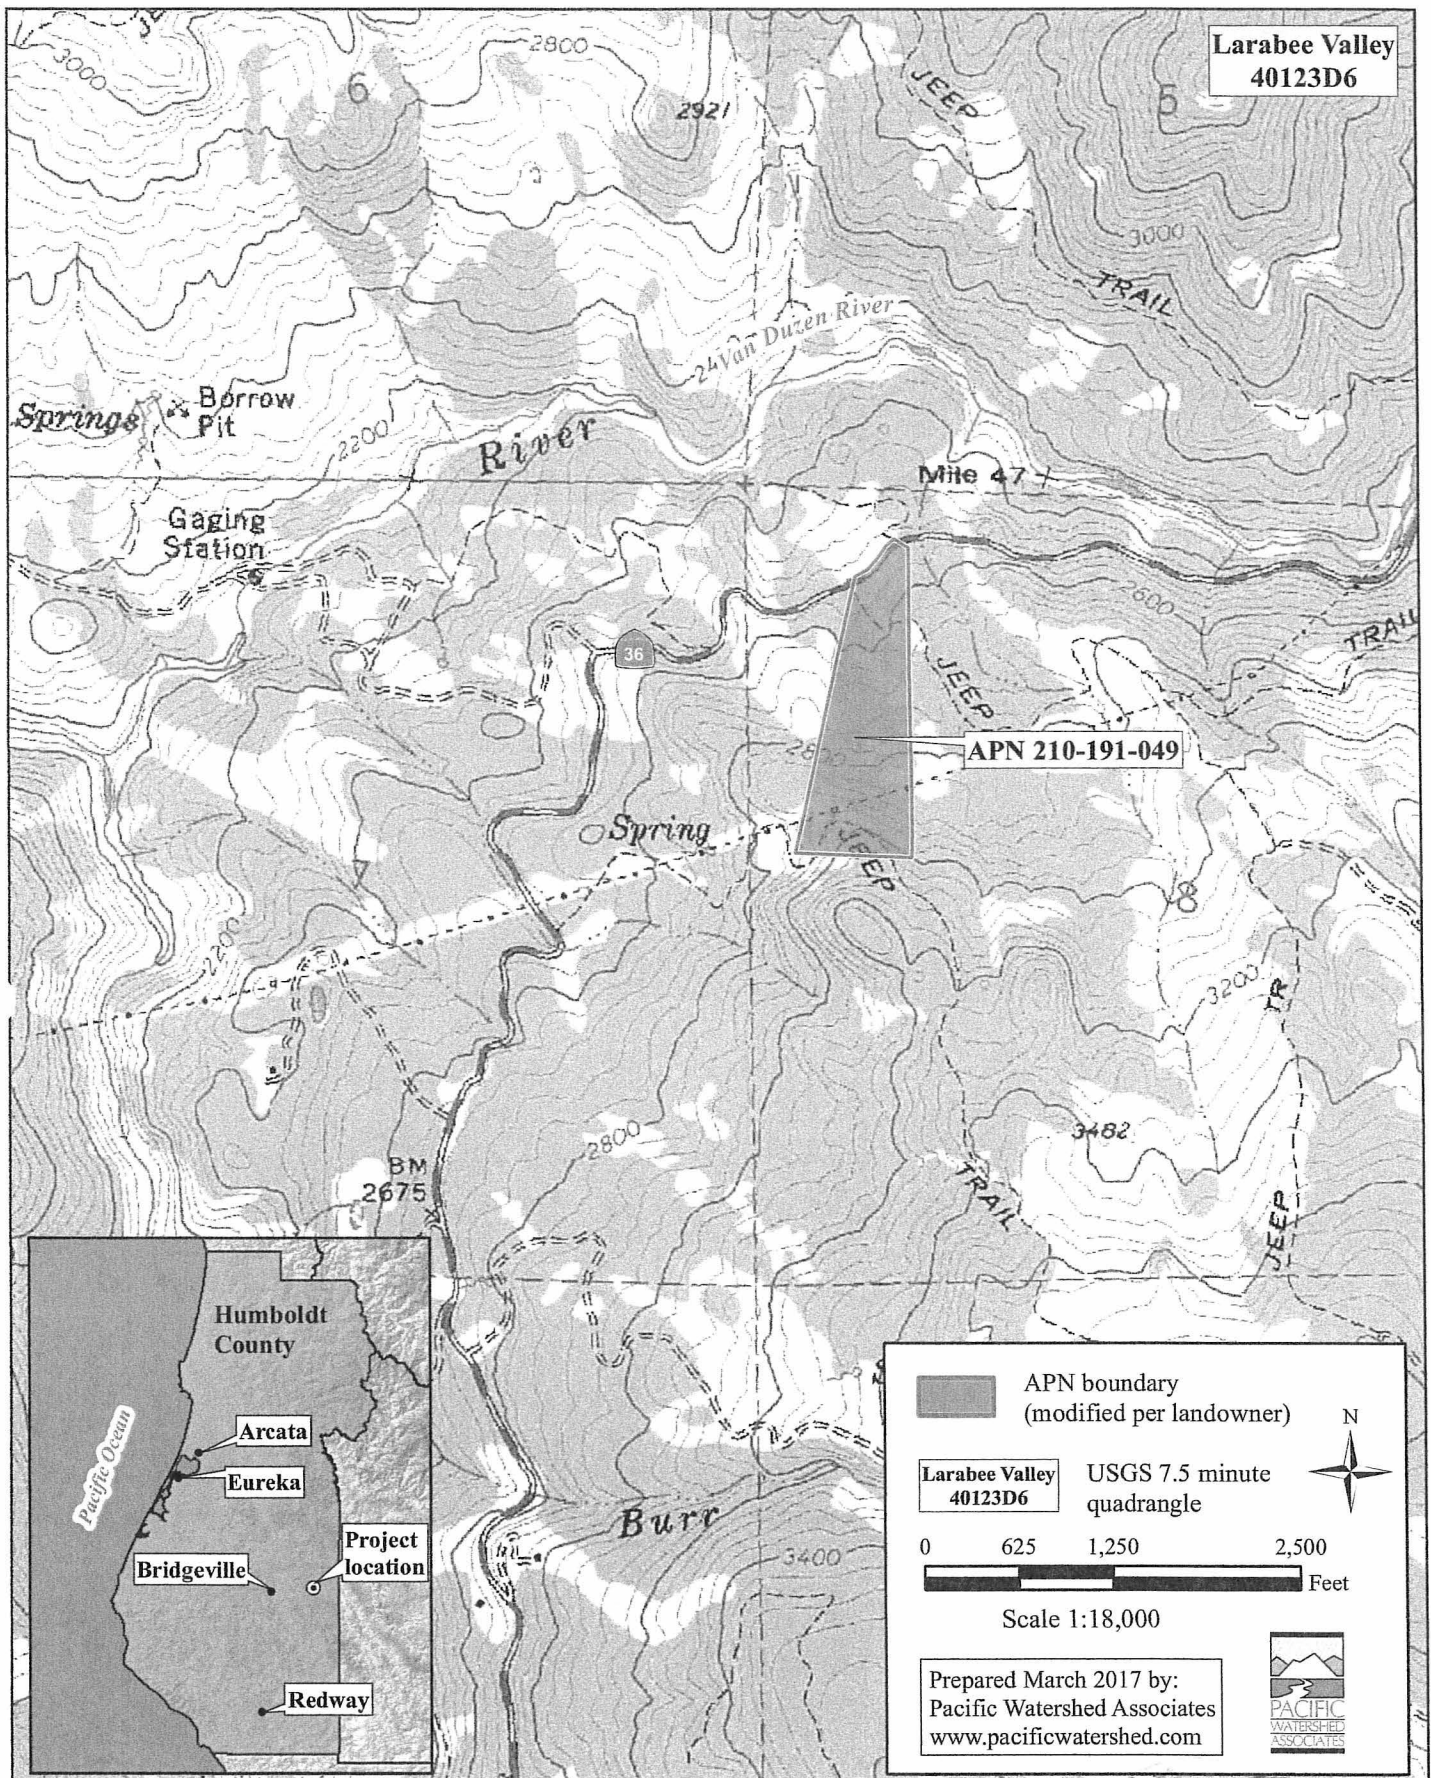 Larabee Valley
40123D6
3000
2800
6
2921
JEEP
5
3000
TRAIL
Van Duzen River
Springs
Borrow
Pit
2200
River
Mile 47
Gaging
Station
2600
TRAIL
36
JEEP
2800
APN 210-191-049
Spring
JEEP
8
2200
3200
TR
2800
3482
BM
2675
TRAIL
JEEP
Humboldt
County
Pacific Ocean
Arcata
Eureka
Bridgeville
Project
location
Redway
Burr
3400
APN boundary
(modified per landowner)
N
Larabee Valley
40123D6
USGS 7.5 minute
quadrangle
0 625 1,250 2,500
Feet
Scale 1:18,000
Prepared March 2017 by:
Pacific Watershed Associates
www.pacificwatershed.com
PACIFIC
WATERSHED
ASSOCIATES